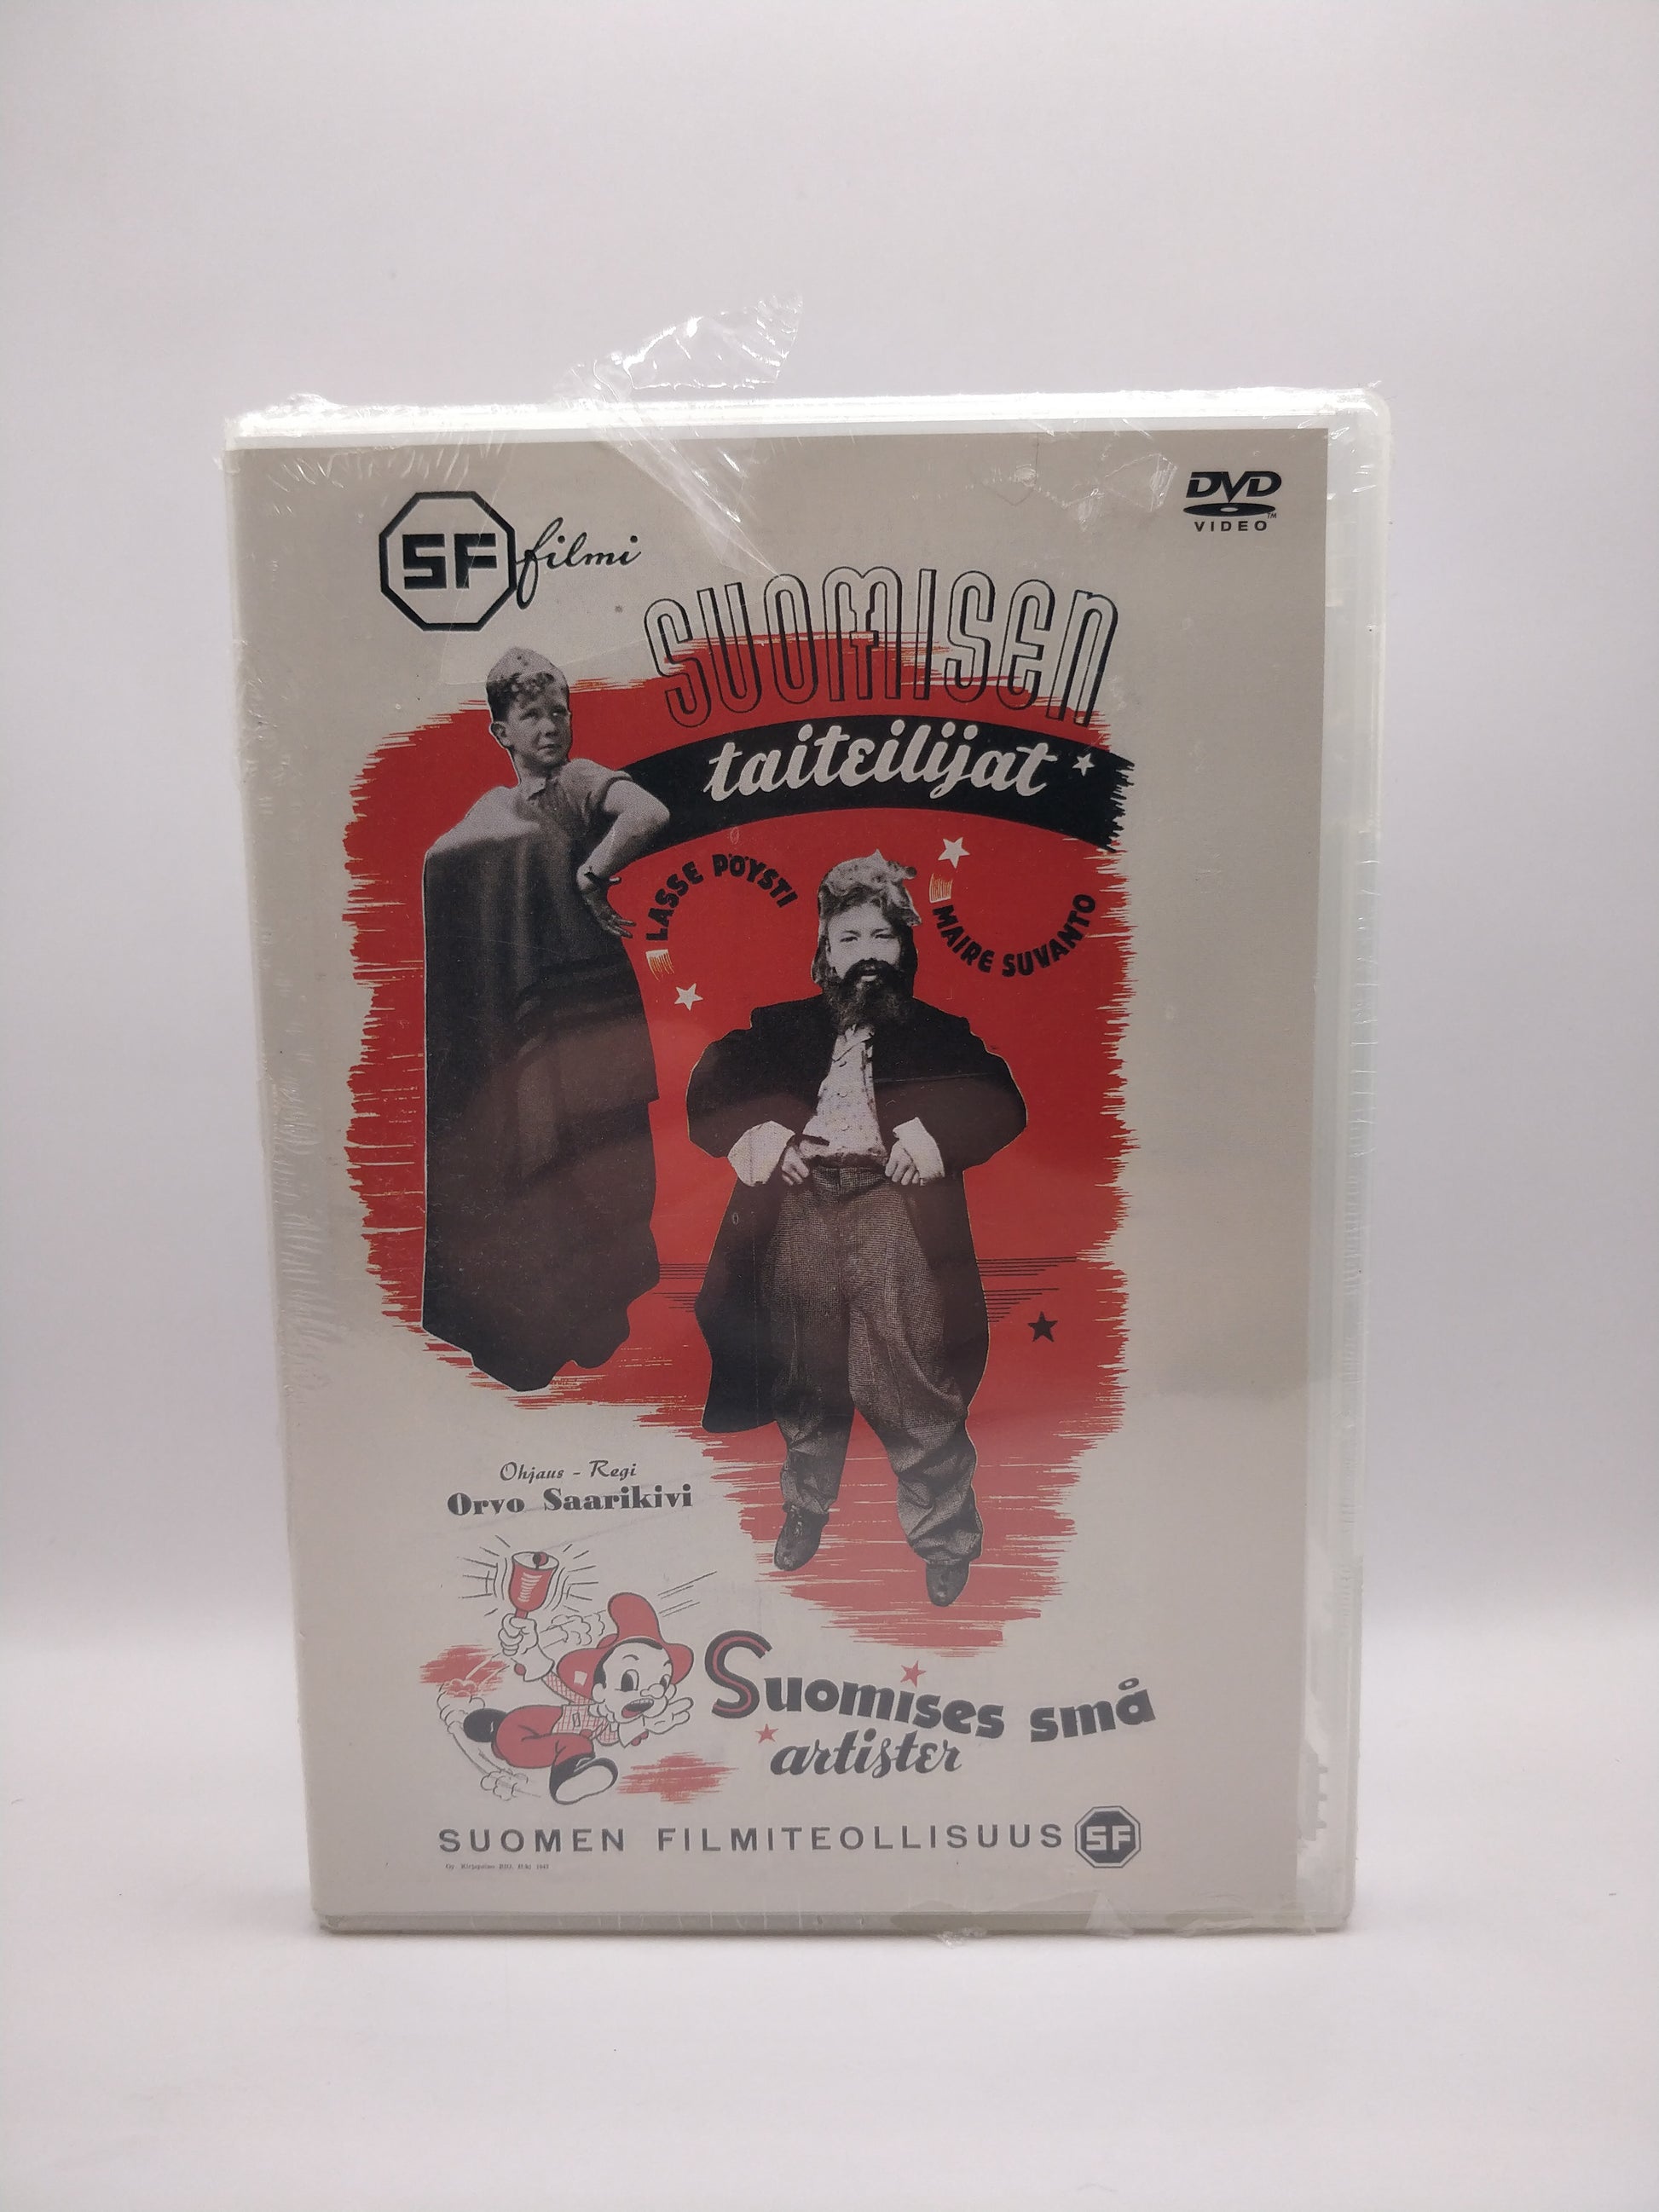 SF filmi
DVD
VIDEO
SUOMISEN
taiteilijat
LASSE PÖYSTI
MAIRE SUVANTO
Ohjaus - Regi
Orvo Saarikivi
Suomises små
artister
SUOMEN FILMITEOLLISUUS SF